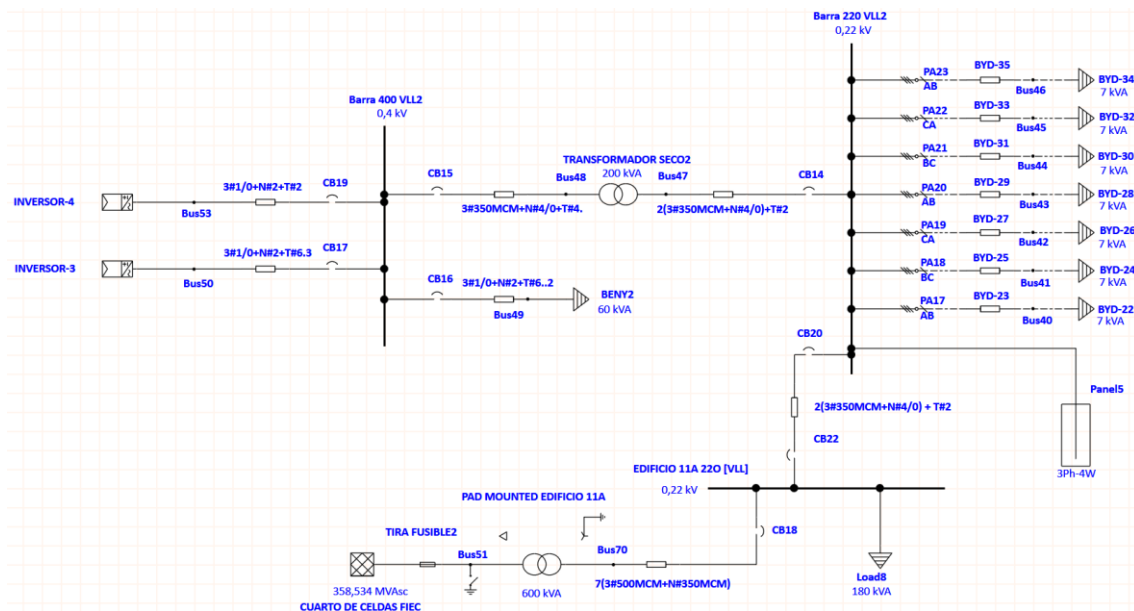 Barra 220 VLL2
0,22 kV
PA23
AB
BYD-35
Bus46
BYD-34
7 kVA
PA22
CA
BYD-33
Bus45
BYD-32
7 kVA
PA21
BC
BYD-31
Bus44
BYD-30
7 kVA
PA20
AB
BYD-29
Bus43
BYD-28
7 kVA
PA19
CA
BYD-27
Bus42
BYD-26
7 kVA
PA18
BC
BYD-25
Bus41
BYD-24
7 kVA
PA17
AB
BYD-23
Bus40
BYD-22
7 kVA
Barra 400 VLL2
0,4 kV
CB15
3#350MCM+N#4/0+T#4.
Bus48
TRANSFORMADOR SECO2
200 kVA
Bus47
2(3#350MCM+N#4/0)+T#2
CB14
INVERSOR-4
Bus53
3#1/0+N#2+T#2
CB19
INVERSOR-3
Bus50
3#1/0+N#2+T#6.3
CB17
CB16
3#1/0+N#2+T#6..2
Bus49
BENY2
60 kVA
CB20
2(3#350MCM+N#4/0) + T#2
CB22
Panel5
3Ph-4W
EDIFICIO 11A 22O [VLL]
0,22 kV
PAD MOUNTED EDIFICIO 11A
CB18
TIRA FUSIBLE2
Bus51
Bus70
600 kVA
7(3#500MCM+N#350MCM)
Load8
180 kVA
358,534 MVAsc
CUARTO DE CELDAS FIEC